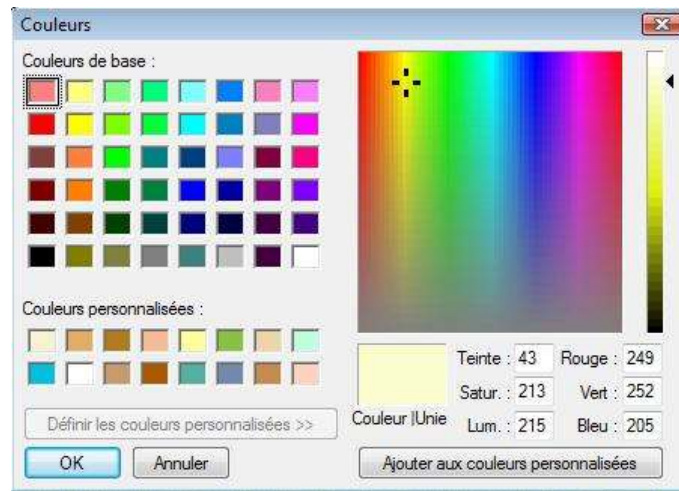 Couleurs
Couleurs de base :
Couleurs personnalisées :
Définir les couleurs personnalisées >>
OK Annuler
Teinte : 43 Rouge : 249
Satur. : 213 Vert : 252
Couleur |Unie Lum. : 215 Bleu : 205
Ajouter aux couleurs personnalisées